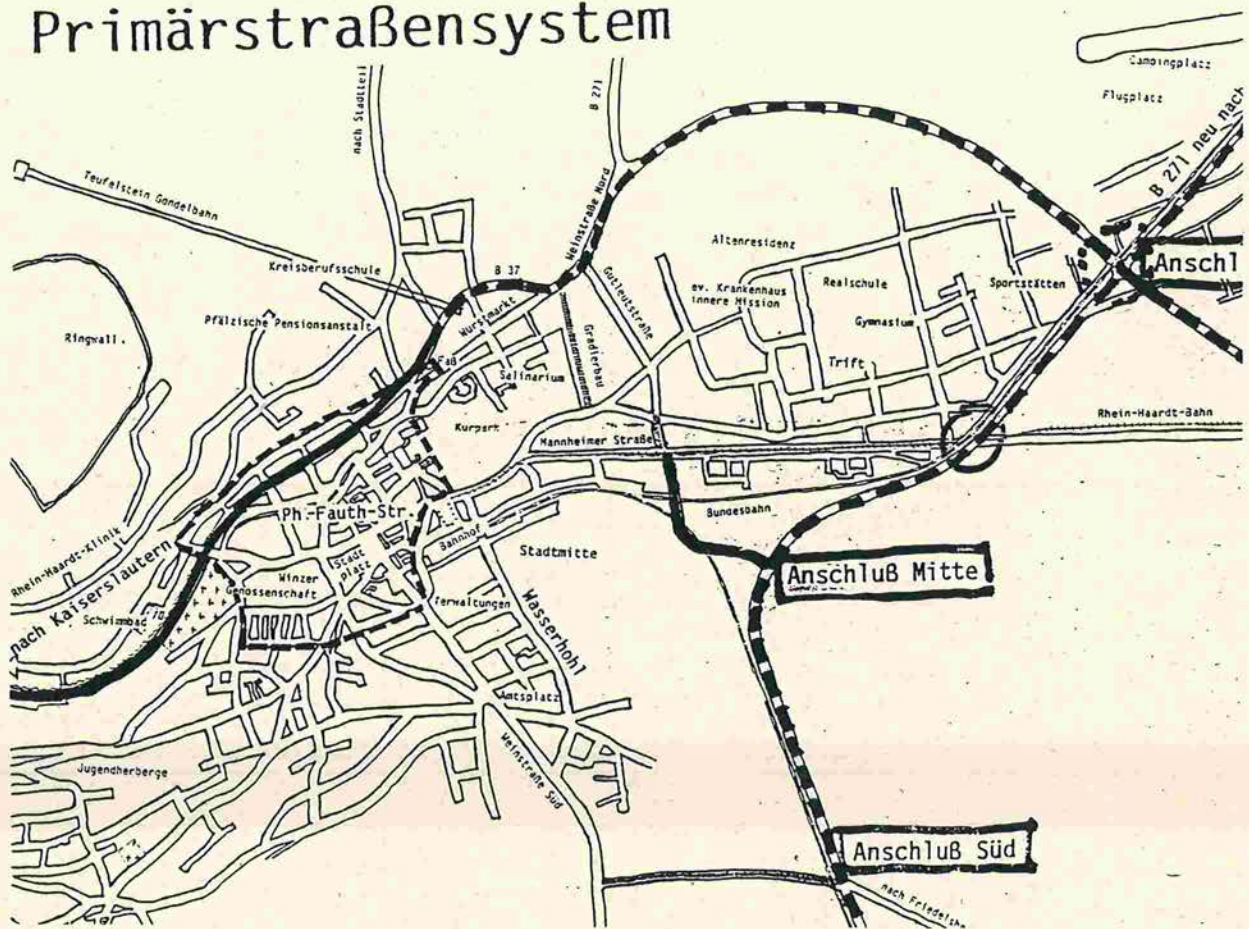 Primärstraßensystem
Campingplatz
Flugplatz
nach Stadtteil
B 271
B 271 neu nach
Teufelstein Gondelbahn
Weinstraße Nord
Altenresidenz
Anschl
Kreisberufsschule
B 37
Gutleutstraße
ev. Krankenhaus
innere Mission
Realschule
Sportstätten
Ringwall.
Pfälzische Pensionsanstalt
Wurstmarkt
Gradierbau
Gymnasium
Faß
Salinarium
Trift
Kurpark
Mannheimer Straße
Rhein-Haardt-Bahn
Ph.-Fauth-Str.
Bundesbahn
Bahnhof
Stadtmitte
Rhein-Haardt-Klinik
nach Kaiserslautern
Stadt
platz
Winzer
Genossenschaft
Anschluß Mitte
Schwimmbad
Verwaltungen
Wasserhohl
Amtsplatz
Weinstraße Süd
Jugendherberge
Anschluß Süd